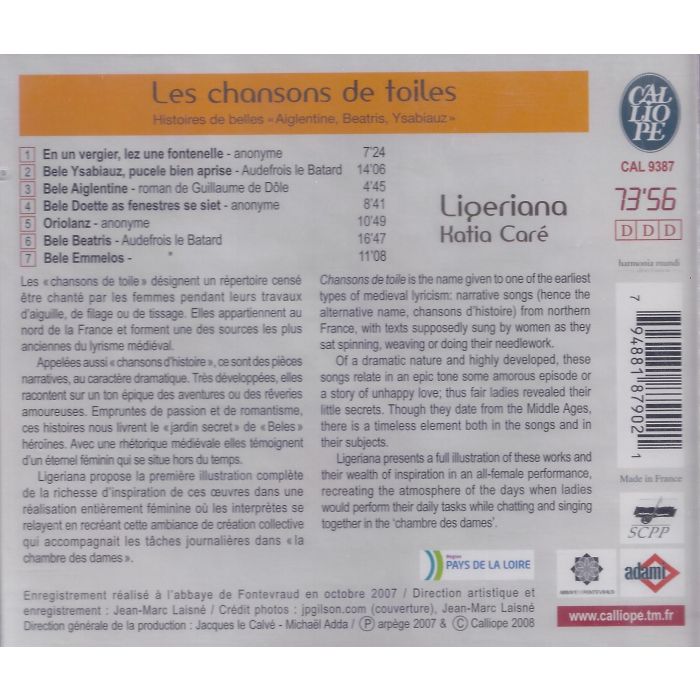 Les chansons de toiles
Histoires de belles «Aiglentine, Beatris, Ysabiauz»
1 En un vergier, lez une fontenelle - anonyme 7'24
2 Bele Ysabiauz, pucele bien aprise - Audefrois le Batard 14'06
3 Bele Aiglentine - roman de Guillaume de Dôle 4'45
4 Bele Doette as fenestres se siet - anonyme 8'41
5 Oriolanz - anonyme 10'49
6 Bele Beatris - Audefrois le Batard 16'47
7 Bele Emmelos - 11'08
Ligeriana
Katia Caré
CAL
LIO
PE
CAL 9387
73'56
D D D
harmonia mundi
Les «chansons de toile» désignent un répertoire censé
être chanté par les femmes pendant leurs travaux
d'aiguille, de filage ou de tissage. Elles appartiennent au
nord de la France et forment une des sources les plus
anciennes du lyrisme médiéval.
Appelées aussi «chansons d'histoire», ce sont des pièces
narratives, au caractère dramatique. Très développées, elles
racontent sur un ton épique des aventures ou des rêveries
amoureuses. Empruntes de passion et de romantisme,
ces histoires nous livrent le «jardin secret» de «Beles»
héroïnes. Avec une rhétorique médiévale elles témoignent
d'un éternel féminin qui se situe hors du temps.
Ligeriana propose la première illustration complète
de la richesse d'inspiration de ces œuvres dans une
réalisation entièrement féminine où les interprètes se
relayent en recréant cette ambiance de création collective
qui accompagnait les tâches journalières dans «la
chambre des dames».
Chansons de toile is the name given to one of the earliest
types of medieval lyricism: narrative songs (hence the
alternative name, chansons d'histoire) from northern
France, with texts supposedly sung by women as they
sat spinning, weaving or doing their needlework.
Of a dramatic nature and highly developed, these
songs relate in an epic tone some amorous episode or
a story of unhappy love; thus fair ladies revealed their
little secrets. Though they date from the Middle Ages,
there is a timeless element both in the songs and in
their subjects.
Ligeriana presents a full illustration of these works and
their wealth of inspiration in an all-female performance,
recreating the atmosphere of the days when ladies
would perform their daily tasks while chatting and singing
together in the 'chambre des dames'.
7 94881 87902 1
Made in France
SCPP
Région
PAYS DE LA LOIRE
ABBAYE DE FONTEVRAUD
adami
www.calliope.tm.fr
Enregistrement réalisé à l'abbaye de Fontevraud en octobre 2007 / Direction artistique et
enregistrement : Jean-Marc Laisné / Crédit photos : jpgilson.com (couverture), Jean-Marc Laisné
Direction générale de la production : Jacques le Calvé - Michaël Adda / Ⓟ arpège 2007 & © Calliope 2008